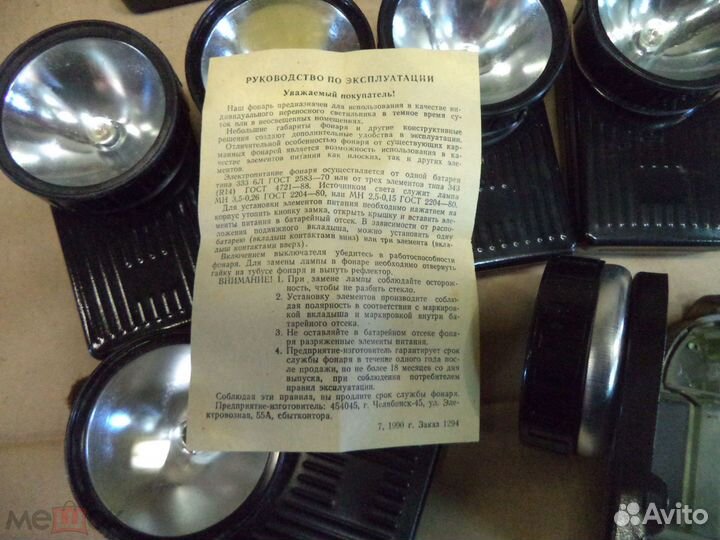 РУКОВОДСТВО ПО ЭКСПЛУАТАЦИИ
Уважаемый покупатель!
Наш фонарь предназначен для использования в качестве ин-
дивидуального переносного светильника в темное время су-
ток или в неосвещенных помещениях.
Небольшие габариты фонаря и другие конструктивные
решения создают дополнительные удобства в эксплуатации.
Отличительной особенностью фонаря от существующих кар-
манных фонарей является возможность использования в ка-
честве элементов питания как плоских, так и других эле-
ментов.
Электропитание фонаря осуществляется от одной батареи
типа 3336Л ГОСТ 2583—70 или от трех элементов типа 343
(R14) ГОСТ 4721—88. Источником света служит лампа
МН 3,5-0,26 ГОСТ 2204—80, или МН 2,5-0,15 ГОСТ 2204—80.
Для установки элементов питания необходимо нажатием на
корпус утопить кнопку замка, открыть крышку и вставить эле-
менты питания в батарейный отсек. В зависимости от распо-
ложения подвижного вкладыша, можно установить одну
батарею (вкладыш контактами вниз) или три элемента (вкла-
дыш контактами вверх).
Включением выключателя убедитесь в работоспособности
фонаря. Для замены лампы в фонаре необходимо отвернуть
гайку на тубусе фонаря и вынуть рефлектор.
ВНИМАНИЕ! 1. При замене лампы соблюдайте осторож-
ность, чтобы не разбить стекло.
2. Установку элементов производите соблю-
дая полярность в соответствии с маркиров-
кой вкладыша и маркировкой внутри ба-
тарейного отсека.
3. Не оставляйте в батарейном отсеке фона-
ря разряженные элементы питания.
4. Предприятие-изготовитель гарантирует срок
службы фонаря в течение одного года пос-
ле продажи, но не более 18 месяцев со дня
выпуска, при соблюдении потребителем
правил эксплуатации.
Соблюдая эти правила, вы продлите срок службы фонаря.
Предприятие-изготовитель: 454045, г. Челябинск-45, ул. Эле-
ктровозная, 55А, сбытконтора.
7, 1990 г. Заказ 1294
Avito